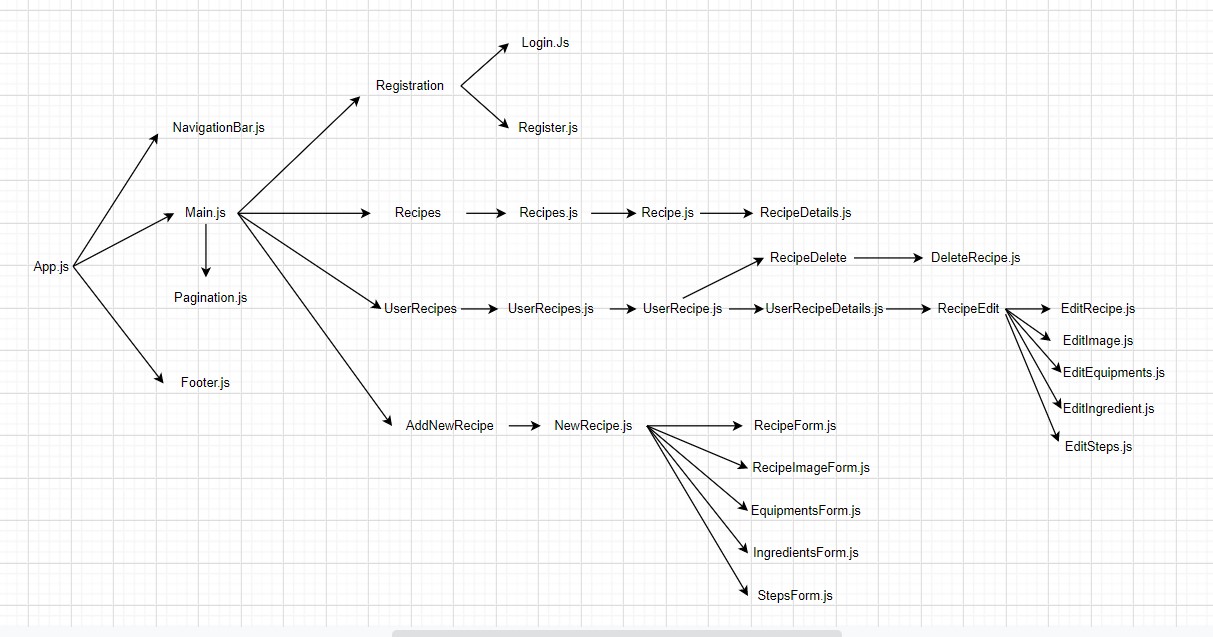 Login.Js
Registration
NavigationBar.js
Register.js
Main.js
Recipes
Recipes.js
Recipe.js
RecipeDetails.js
App.js
RecipeDelete
DeleteRecipe.js
Pagination.js
UserRecipes
UserRecipes.js
UserRecipe.js
UserRecipeDetails.js
RecipeEdit
EditRecipe.js
EditImage.js
EditEquipments.js
Footer.js
EditIngredient.js
AddNewRecipe
NewRecipe.js
RecipeForm.js
EditSteps.js
RecipeImageForm.js
EquipmentsForm.js
IngredientsForm.js
StepsForm.js